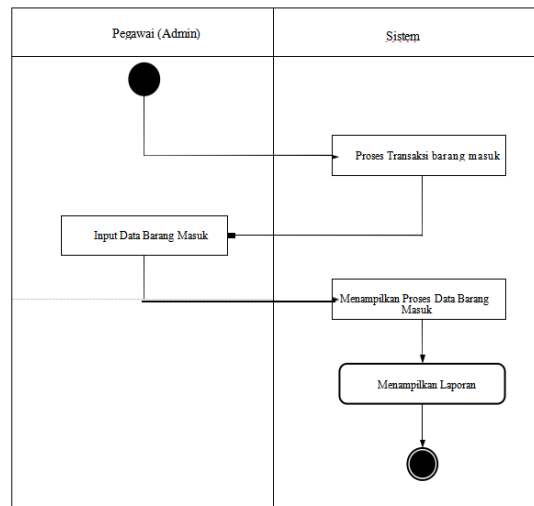 Pegawai (Admin)
Sistem
Proses Transaksi barang masuk
Input Data Barang Masuk
Menampilkan Proses Data Barang
Masuk
Menampilkan Laporan